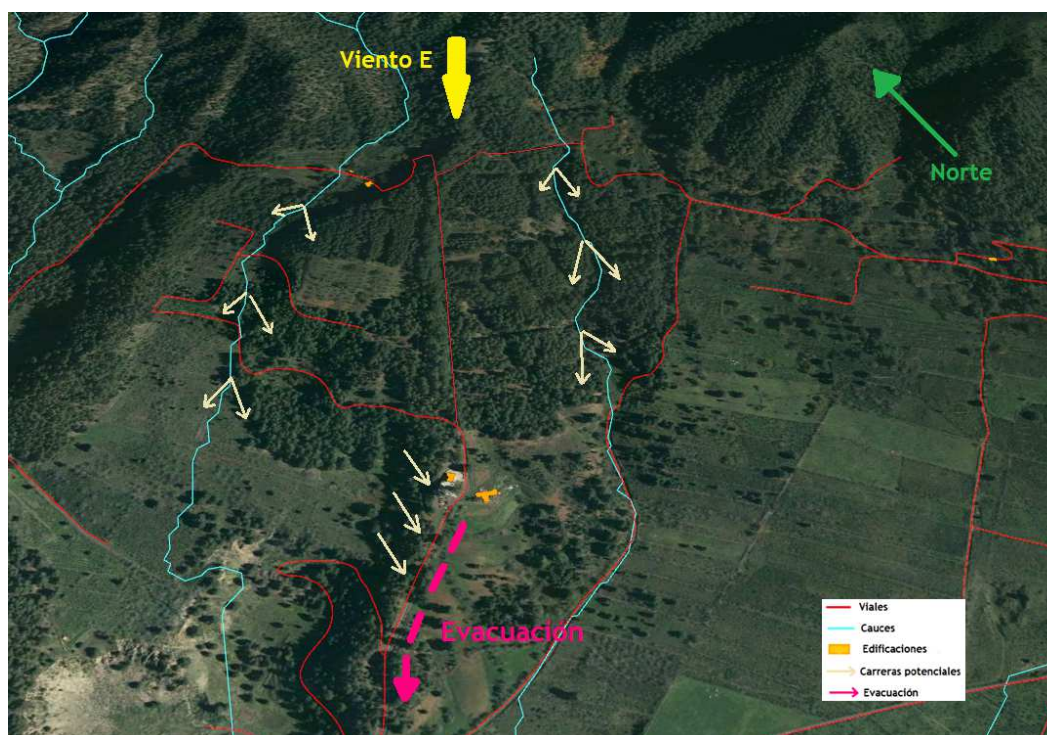 Viento E
Norte
Evacuación
Viales
Cauces
Edificaciones
Carreras potenciales
Evacuación